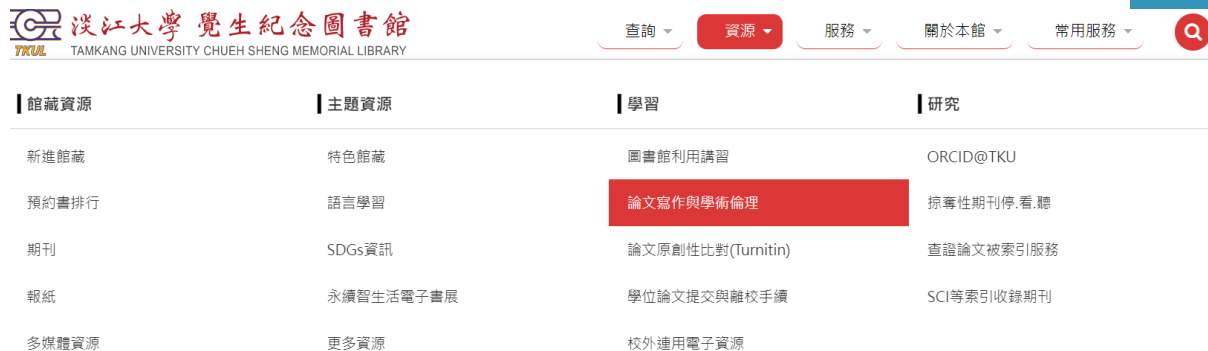 淡江大學 覺生紀念圖書館
TKUL TAMKANG UNIVERSITY CHUEH SHENG MEMORIAL LIBRARY
查詢 資源 服務 關於本館 常用服務
館藏資源 主題資源 學習 研究
新進館藏 特色館藏 圖書館利用講習 ORCID@TKU
預約書排行 語言學習 論文寫作與學術倫理 掠奪性期刊停.看.聽
期刊 SDGs資訊 論文原創性比對(Turnitin) 查證論文被索引服務
報紙 永續智生活電子書展 學位論文提交與離校手續 SCI等索引收錄期刊
多媒體資源 更多資源 校外連用電子資源